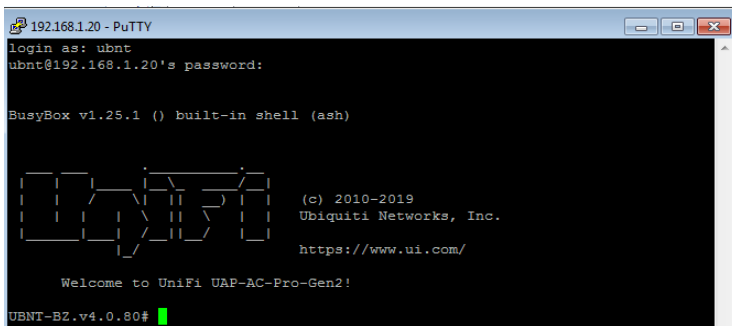 192.168.1.20 - PuTTY
login as: ubnt
ubnt@192.168.1.20's password:
BusyBox v1.25.1 () built-in shell (ash)
UniFi
(c) 2010-2019
Ubiquiti Networks, Inc.
https://www.ui.com/
Welcome to UniFi UAP-AC-Pro-Gen2!
UBNT-BZ.v4.0.80#